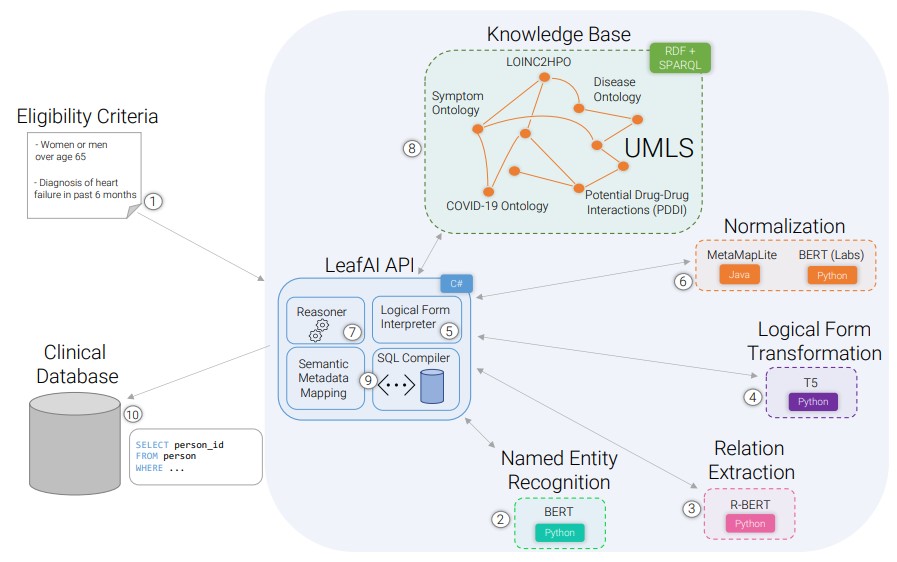 Knowledge Base
RDF +
SPARQL
LOINC2HPO
Disease
Ontology
Symptom
Ontology
UMLS
8
COVID-19 Ontology
Potential Drug-Drug
Interactions (PDDI)
Eligibility Criteria
- Women or men
over age 65
- Diagnosis of heart
failure in past 6 months
1
Normalization
MetaMapLite
Java
BERT (Labs)
Python
6
LeafAI API
C#
Reasoner
7
Logical Form
Interpreter
5
Semantic
Metadata
Mapping
9
SQL Compiler
Logical Form
Transformation
T5
Python
4
Clinical
Database
10
SELECT person_id
FROM person
WHERE ...
Named Entity
Recognition
BERT
Python
2
Relation
Extraction
R-BERT
Python
3